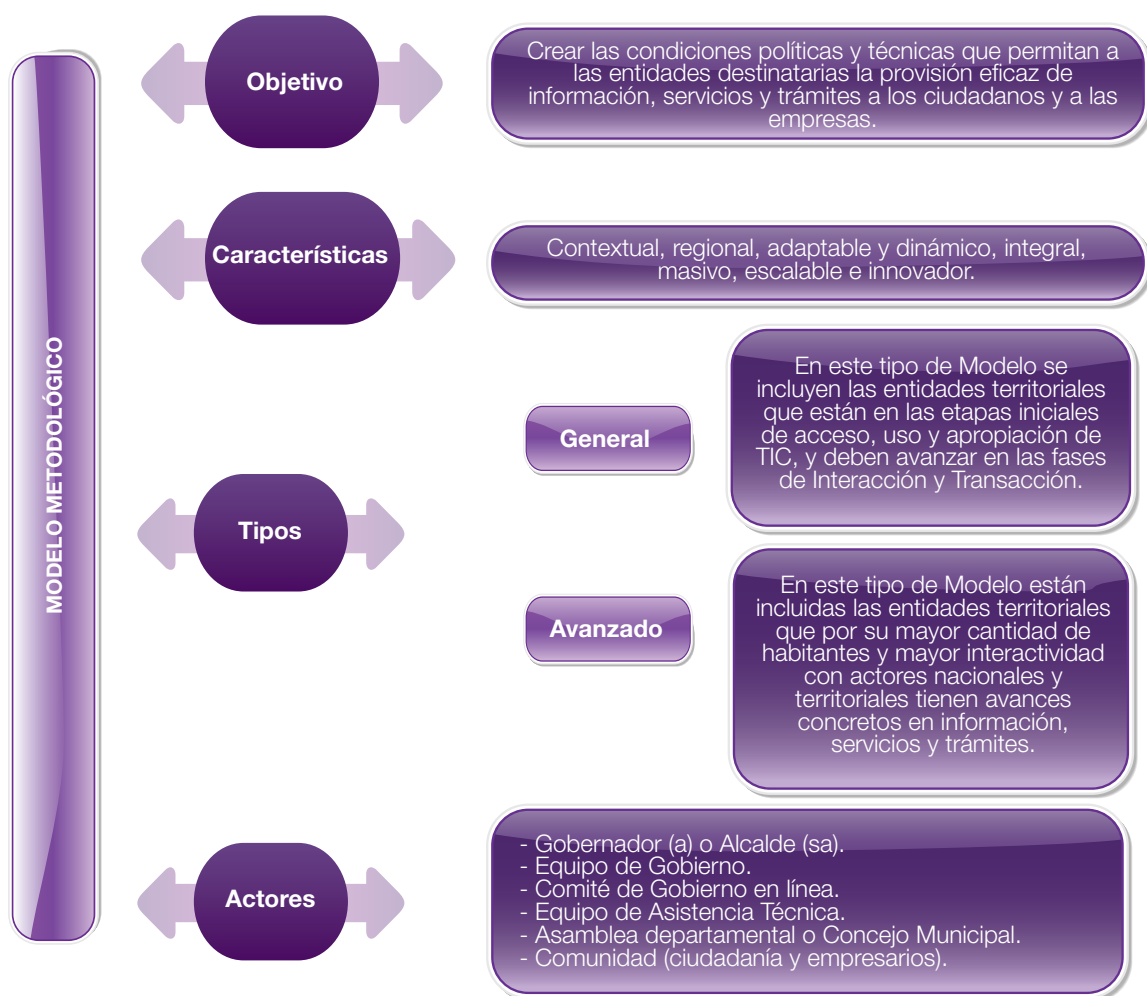 MODELO METODOLÓGICO
Objetivo
Crear las condiciones políticas y técnicas que permitan a
las entidades destinatarias la provisión eficaz de
información, servicios y trámites a los ciudadanos y a las
empresas.
Característícas
Contextual, regional, adaptable y dinámico, integral,
masivo, escalable e innovador.
Tipos
General
En este tipo de Modelo se
incluyen las entidades territoriales
que están en las etapas iniciales
de acceso, uso y apropiación de
TIC, y deben avanzar en las fases
de Interacción y Transacción.
Avanzado
En este tipo de Modelo están
incluidas las entidades territoriales
que por su mayor cantidad de
habitantes y mayor interactividad
con actores nacionales y
territoriales tienen avances
concretos en información,
servicios y trámites.
Actores
- Gobernador (a) o Alcalde (sa).
- Equipo de Gobierno.
- Comité de Gobierno en línea.
- Equipo de Asistencia Técnica.
- Asamblea departamental o Concejo Municipal.
- Comunidad (ciudadanía y empresarios).